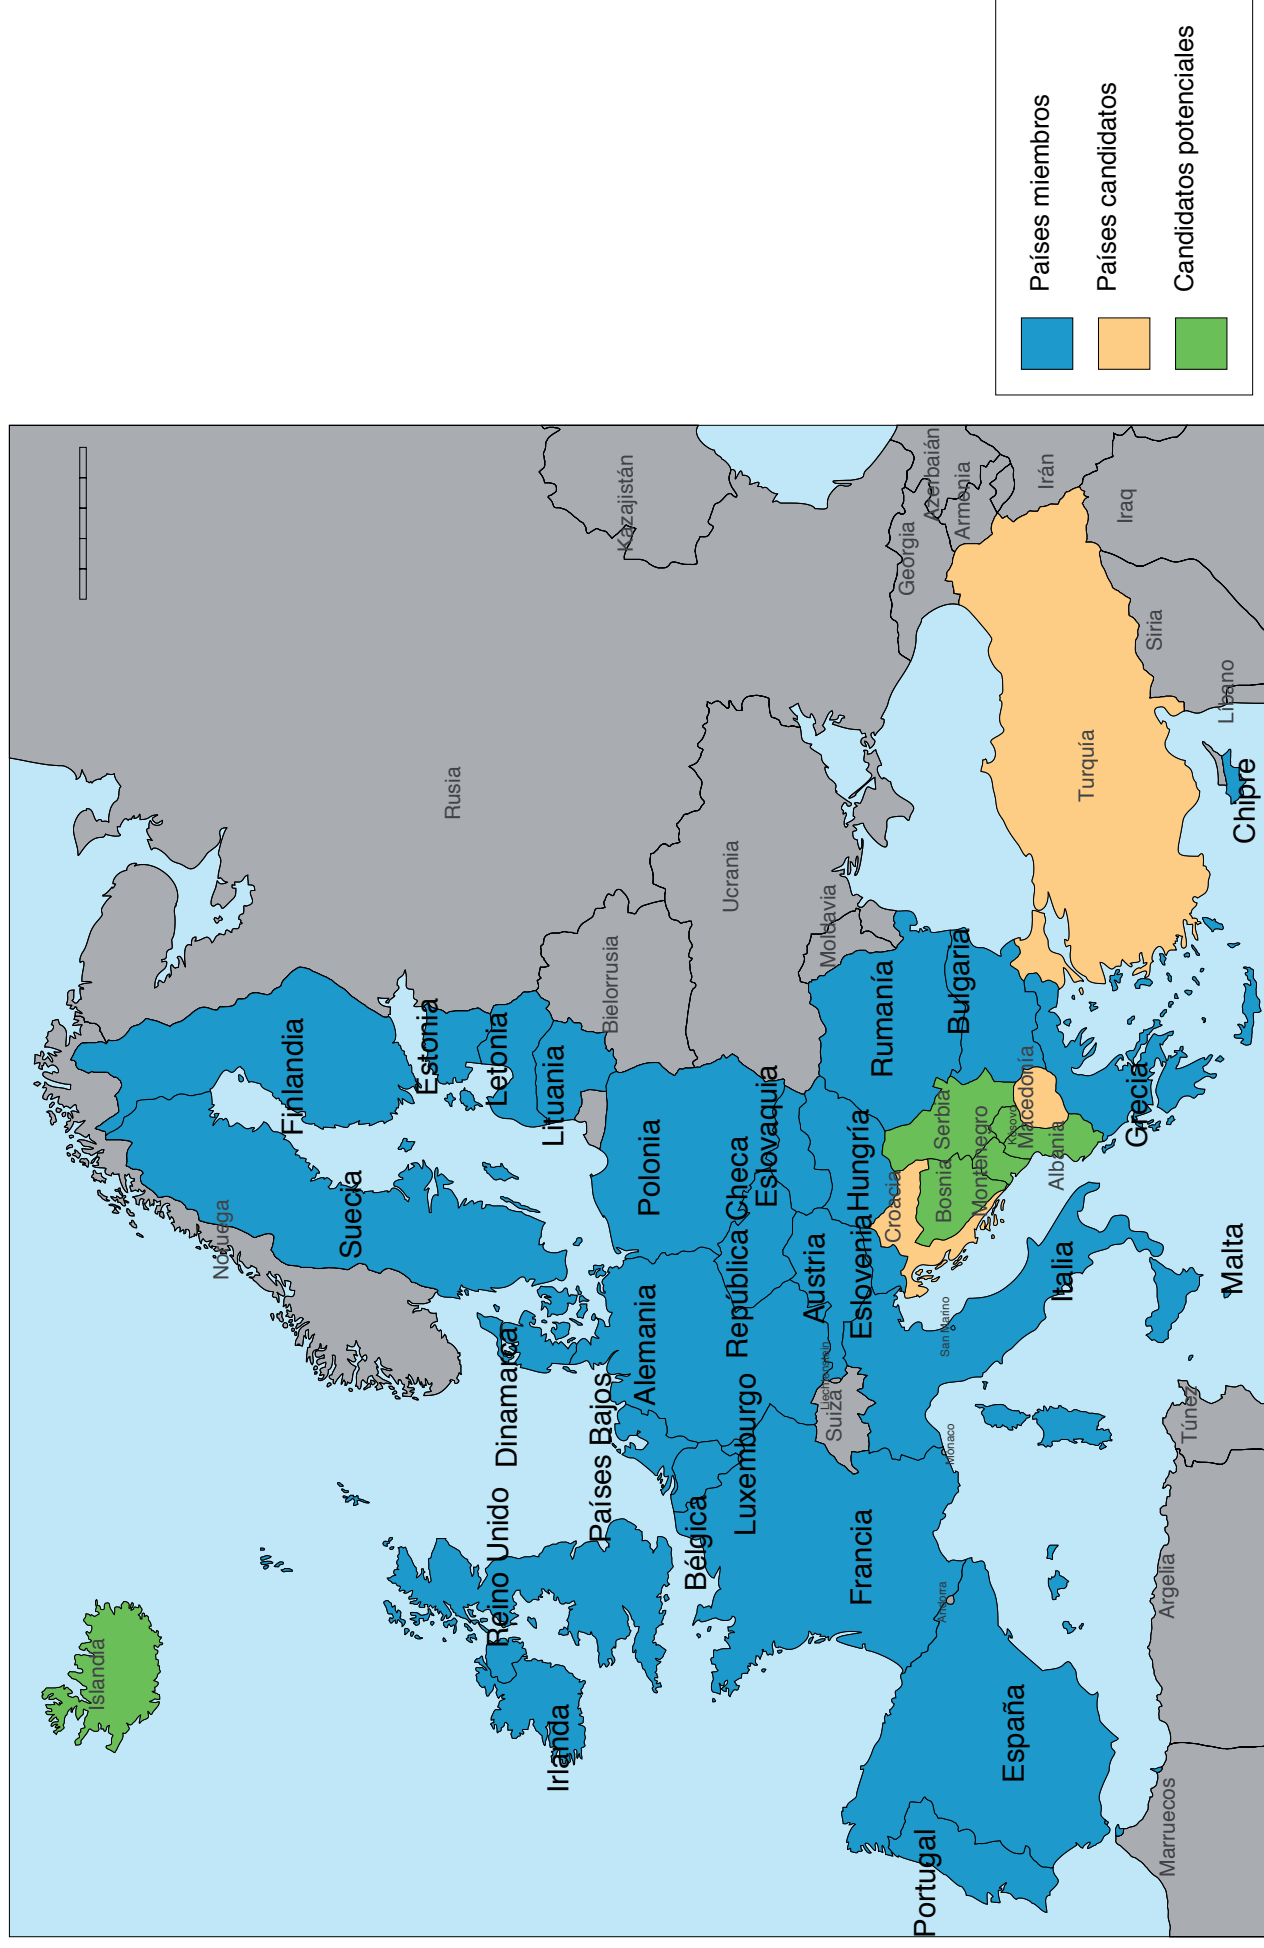 Islandia
Noruega
Suecia
Finlandia
Rusia
Estonia
Letonia
Lituania
Dinamarca
Reino Unido
Irlanda
Países Bajos
Bielorrusia
Kazajistán
Polonia
Alemania
Bélgica
Luxemburgo
República Checa
Eslovaquia
Ucrania
Moldavia
Austria
Liechtenstein
Suiza
Francia
Eslovenia
Hungría
Rumanía
Croacia
Georgia
Azerbaián
Armenia
Portugal
Andorra
Mónaco
San Marino
Bosnia
Serbia
Bulgaria
Montenegro
Kosovo
Macedonia
Albania
España
Italia
Irán
Turquía
Iraq
Grecia
Siria
Marruecos
Argelia
Túnez
Malta
Chipre
Líbano
Países miembros
Países candidatos
Candidatos potenciales